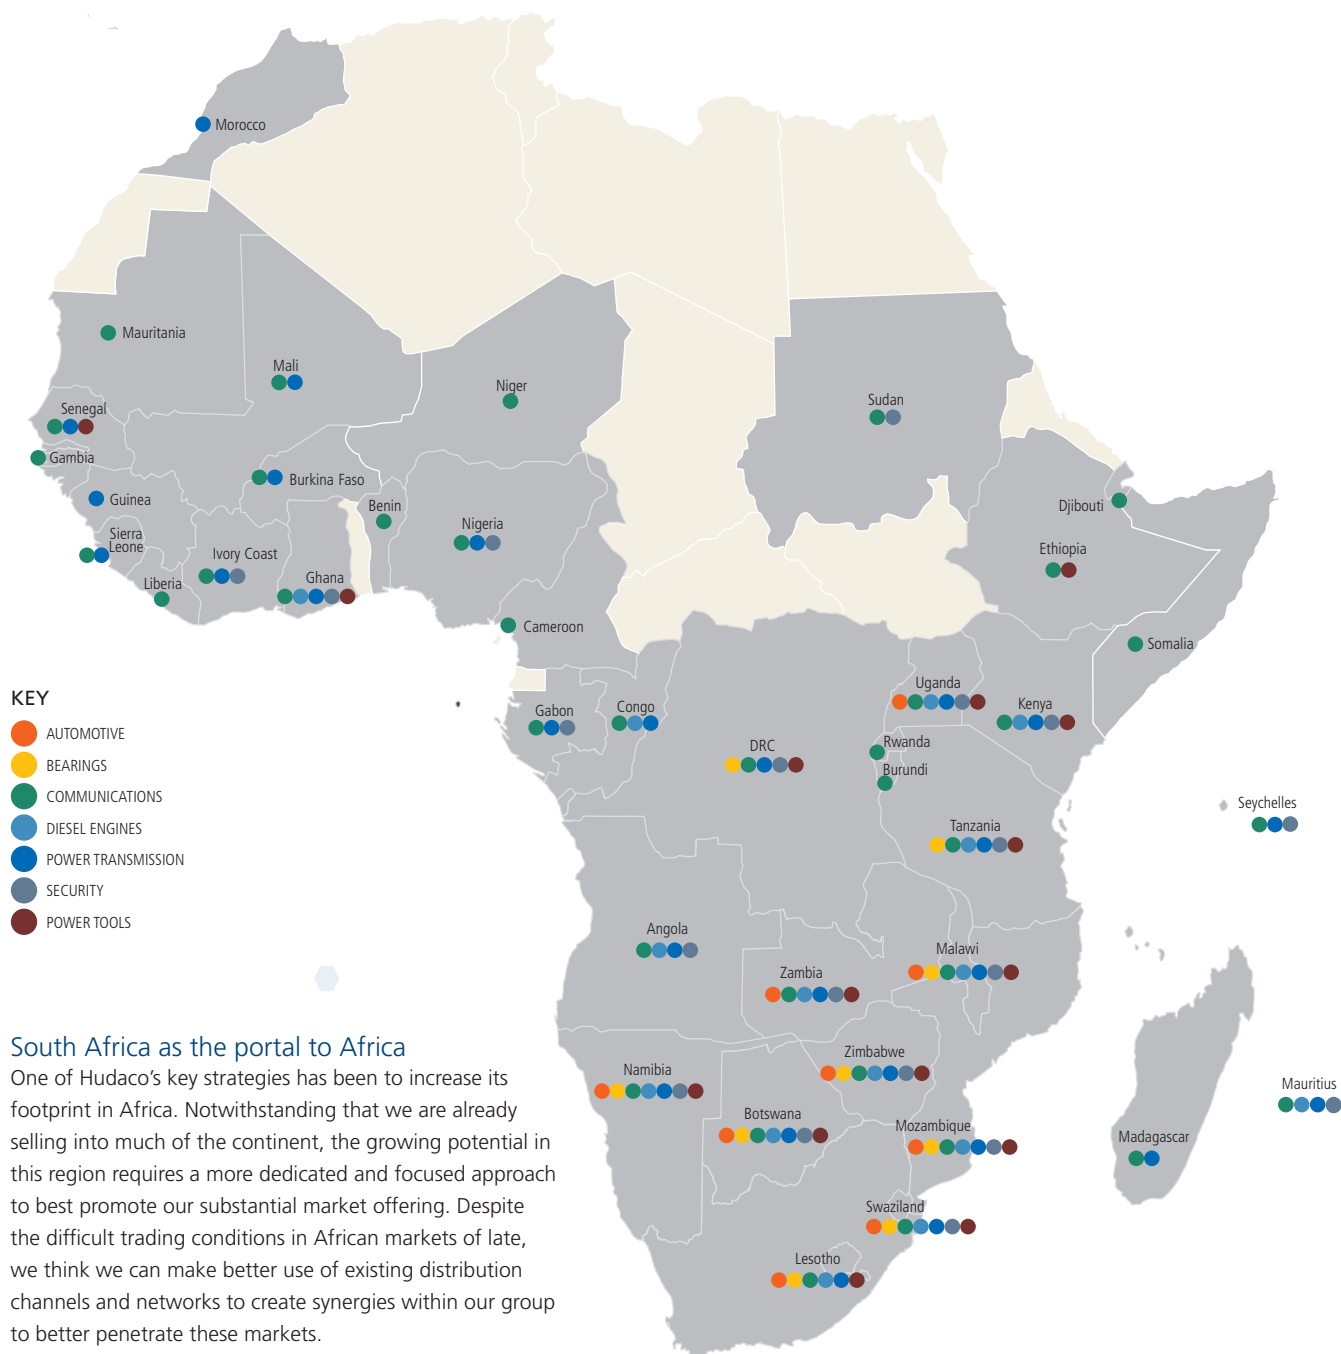 Morocco
Mauritania
Mali
Niger
Sudan
Senegal
Gambia
Burkina Faso
Guinea
Benin
Djibouti
Nigeria
Sierra
Leone
Ivory Coast
Ethiopia
Liberia
Ghana
Cameroon
Somalia
Uganda
KEY
Gabon
Congo
Kenya
AUTOMOTIVE
DRC
Rwanda
BEARINGS
Burundi
COMMUNICATIONS
Seychelles
DIESEL ENGINES
Tanzania
POWER TRANSMISSION
SECURITY
POWER TOOLS
Angola
Malawi
Zambia
South Africa as the portal to Africa
One of Hudaco's key strategies has been to increase its
footprint in Africa. Notwithstanding that we are already
selling into much of the continent, the growing potential in
this region requires a more dedicated and focused approach
to best promote our substantial market offering. Despite
the difficult trading conditions in African markets of late,
we think we can make better use of existing distribution
channels and networks to create synergies within our group
to better penetrate these markets.
Zimbabwe
Namibia
Mauritius
Botswana
Mozambique
Madagascar
Swaziland
Lesotho